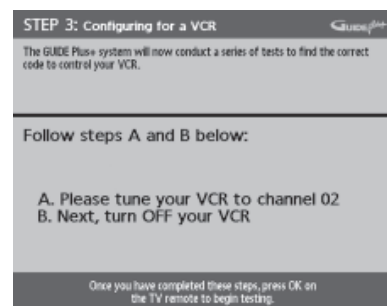 STEP 3: Configuring for a VCR
GUIDE Plus+
The GUIDE Plus+ system will now conduct a series of tests to find the correct
code to control your VCR.
Follow steps A and B below:
A. Please tune your VCR to channel 02
B. Next, turn OFF your VCR
Once you have completed these steps, press OK on
the TV remote to begin testing.